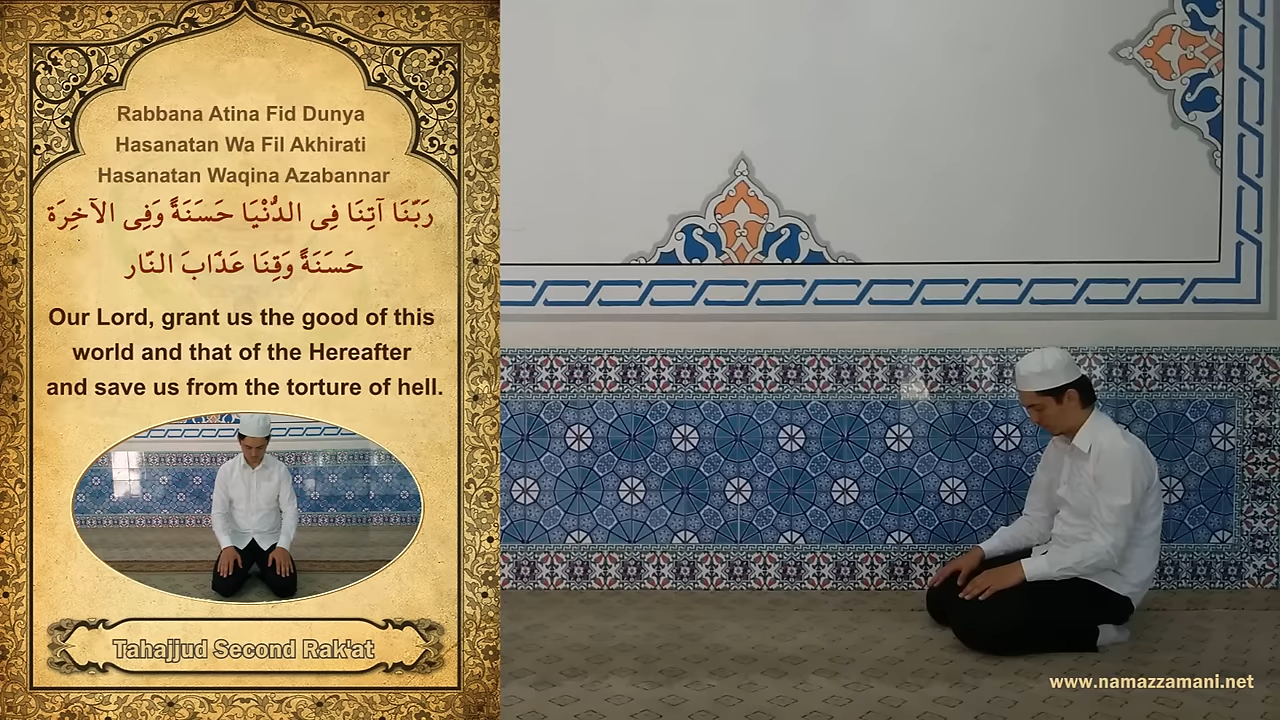 Rabbana Atina Fid Dunya
Hasanatan Wa Fil Akhirati
Hasanatan Waqina Azabannar
رَبَّنَا آتِنَا فِى الدُّنْيَا حَسَنَةً وَفِى الآخِرَة
حَسَنَةً وَقِنَا عَذَابَ النَّار
Our Lord, grant us the good of this
world and that of the Hereafter
and save us from the torture of hell.
Tahajjud Second Rak'at
www.namazzamani.net